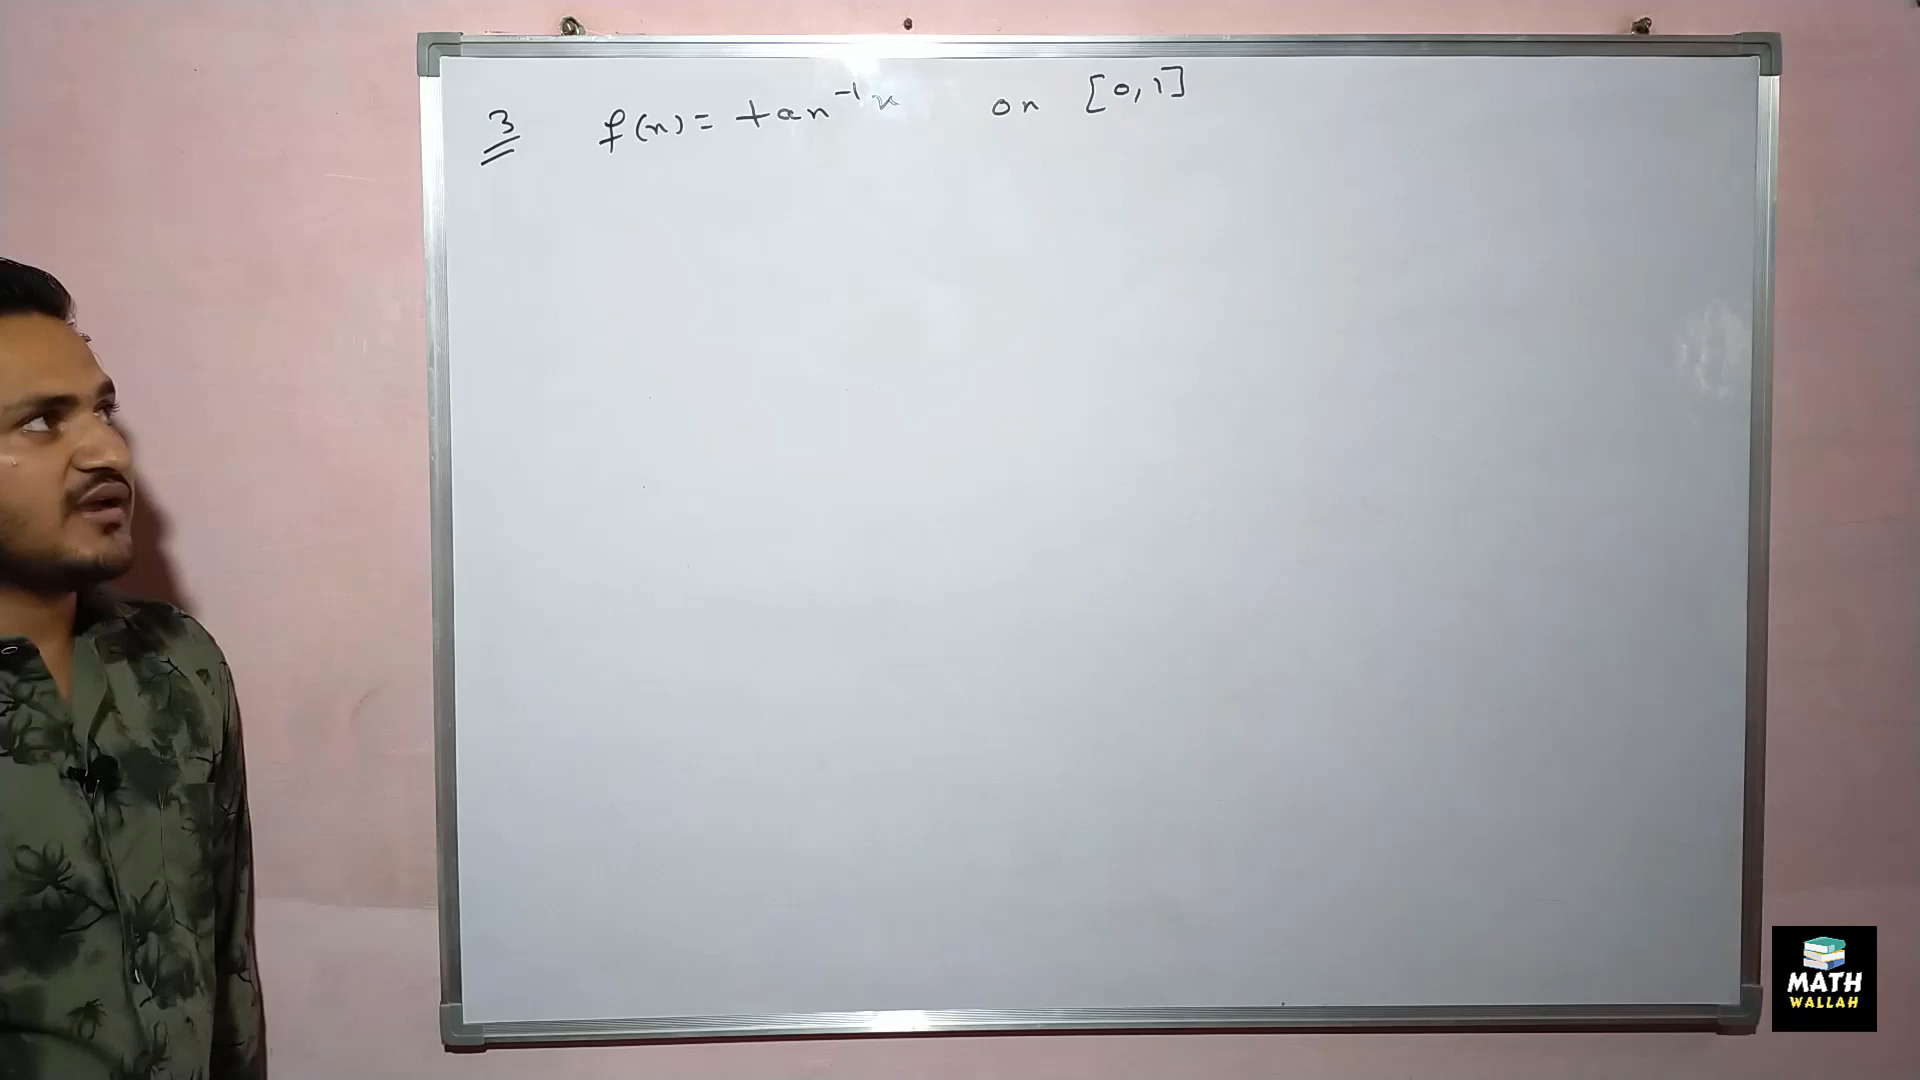 3 f(x) = tan⁻¹x on [0,1]
MATH
WALLAH